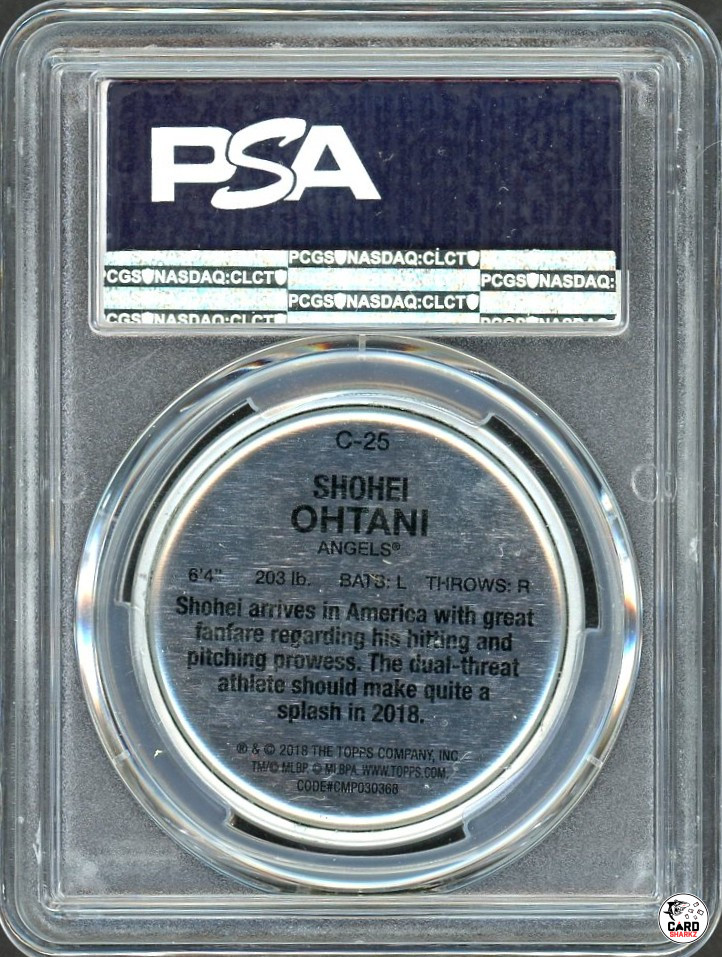 PSA
PCGS NASDAQ:CLCT
PCGS NASDAQ:CLCT
PCGS NASDAQ:
PCGS NASDAQ:CLCT
CGS NASDAQ:CLCT
C-25
SHOHEI
OHTANI
ANGELS®
6'4" 203 lb. BATS: L THROWS: R
Shohei arrives in America with great
fanfare regarding his hitting and
pitching prowess. The dual-threat
athlete should make quite a
splash in 2018.
® & © 2018 THE TOPPS COMPANY, INC.
TM/© MLBP. © MLBPA. WWW.TOPPS.COM.
CODE#CMP030368
CARD
SHARKZ